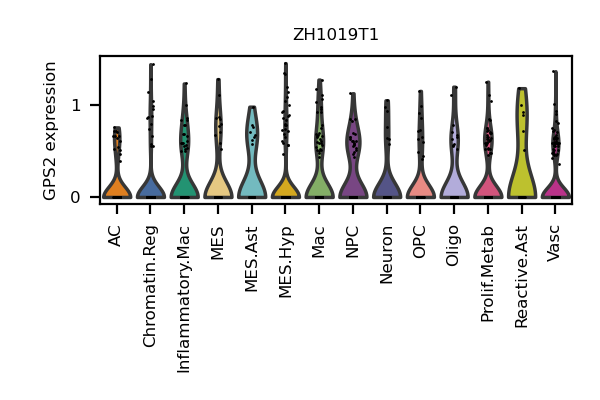 ZH1019T1
GPS2 expression
1
0
AC
Chromatin.Reg
Inflammatory.Mac
MES
MES.Ast
MES.Hyp
Mac
NPC
Neuron
OPC
Oligo
Prolif.Metab
Reactive.Ast
Vasc